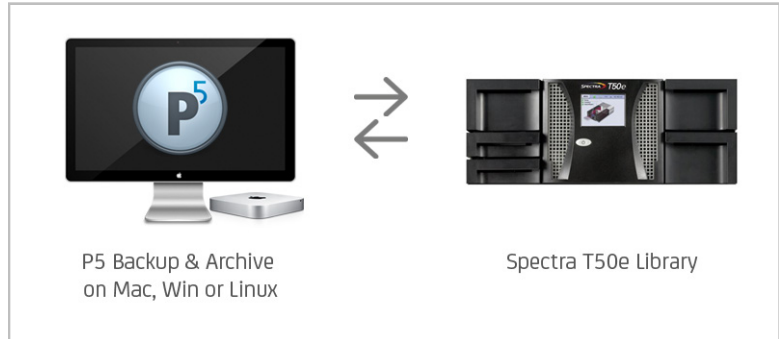 P5
SPECTRA T50e
P5 Backup & Archive
on Mac, Win or Linux
Spectra T50e Library